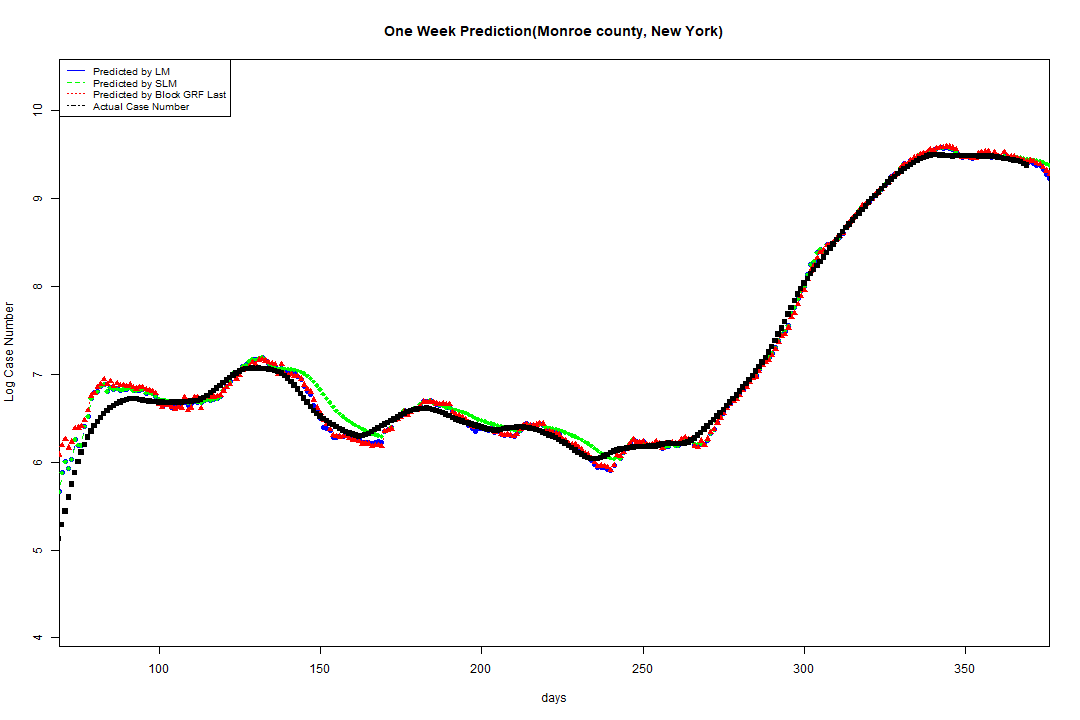 One Week Prediction(Monroe county, New York)
Predicted by LM
Predicted by SLM
Predicted by Block GRF Last
Actual Case Number
10
9
8
7
6
5
4
Log Case Number
100 150 200 250 300 350
days